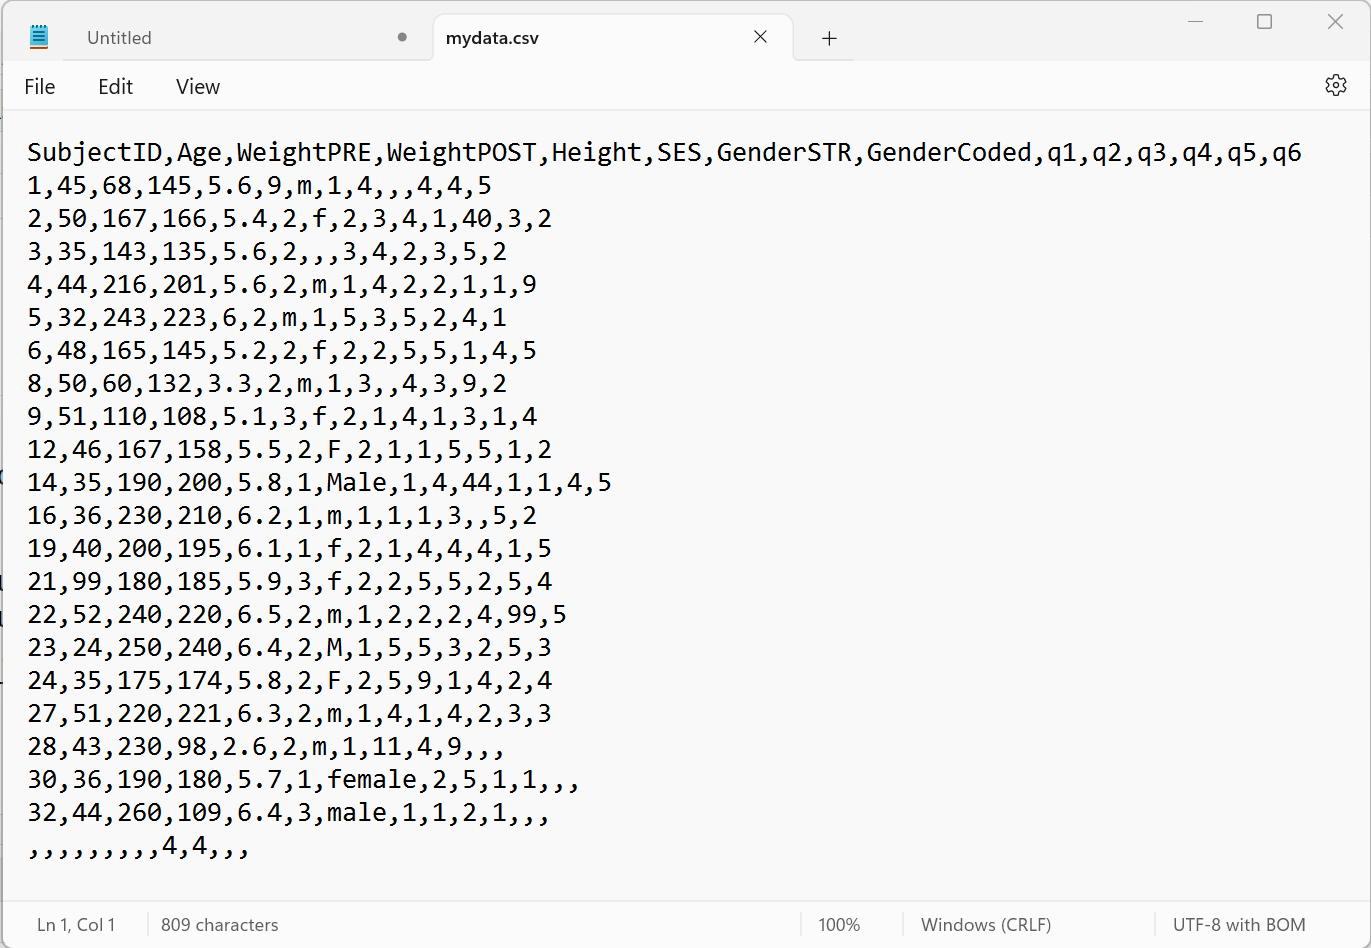 Untitled
mydata.csv
File Edit View
SubjectID,Age,WeightPRE,WeightPOST,Height,SES,GenderSTR,GenderCoded,q1,q2,q3,q4,q5,q6
1,45,68,145,5.6,9,m,1,4,,,4,4,5
2,50,167,166,5.4,2,f,2,3,4,1,40,3,2
3,35,143,135,5.6,2,,,3,4,2,3,5,2
4,44,216,201,5.6,2,m,1,4,2,2,1,1,9
5,32,243,223,6,2,m,1,5,3,5,2,4,1
6,48,165,145,5.2,2,f,2,2,5,5,1,4,5
8,50,60,132,3.3,2,m,1,3,,4,3,9,2
9,51,110,108,5.1,3,f,2,1,4,1,3,1,4
12,46,167,158,5.5,2,F,2,1,1,5,5,1,2
14,35,190,200,5.8,1,Male,1,4,44,1,1,4,5
16,36,230,210,6.2,1,m,1,1,1,3,,5,2
19,40,200,195,6.1,1,f,2,1,4,4,4,1,5
21,99,180,185,5.9,3,f,2,2,5,5,2,5,4
22,52,240,220,6.5,2,m,1,2,2,2,4,99,5
23,24,250,240,6.4,2,M,1,5,5,3,2,5,3
24,35,175,174,5.8,2,F,2,5,9,1,4,2,4
27,51,220,221,6.3,2,m,1,4,1,4,2,3,3
28,43,230,98,2.6,2,m,1,11,4,9,,,
30,36,190,180,5.7,1,female,2,5,1,1,,,
32,44,260,109,6.4,3,male,1,1,2,1,,,
,,,,,,,,,4,4,,,
Ln 1, Col 1 809 characters 100% Windows (CRLF) UTF-8 with BOM